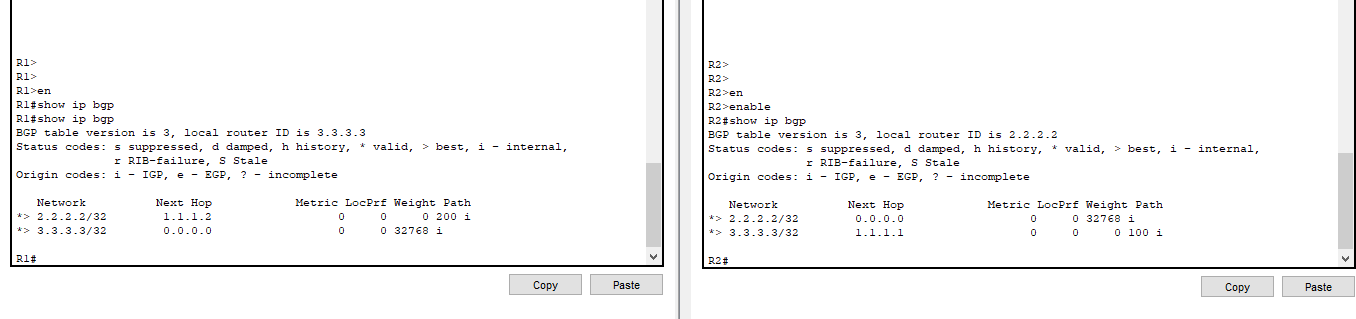 R1>
R1>
R1>en
R1#show ip bgp
R1#show ip bgp
BGP table version is 3, local router ID is 3.3.3.3
Status codes: s suppressed, d damped, h history, * valid, > best, i - internal,
              r RIB-failure, S Stale
Origin codes: i - IGP, e - EGP, ? - incomplete
   Network          Next Hop            Metric LocPrf Weight Path
*> 2.2.2.2/32        1.1.1.2                  0     0      0 200 i
*> 3.3.3.3/32        0.0.0.0                  0     0  32768 i
R1#
Copy Paste
R2>
R2>
R2>en
R2>enable
R2#show ip bgp
BGP table version is 3, local router ID is 2.2.2.2
Status codes: s suppressed, d damped, h history, * valid, > best, i - internal,
              r RIB-failure, S Stale
Origin codes: i - IGP, e - EGP, ? - incomplete
   Network          Next Hop            Metric LocPrf Weight Path
*> 2.2.2.2/32        0.0.0.0                  0     0  32768 i
*> 3.3.3.3/32        1.1.1.1                  0     0      0 100 i
R2#
Copy Paste